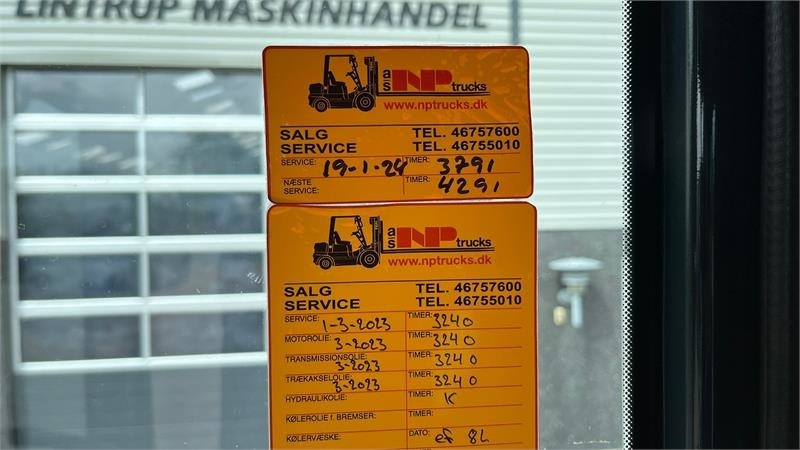 LINTRUP MASKINHANDEL
a/s NP trucks
www.nptrucks.dk
SALG TEL. 46757600
SERVICE TEL. 46755010
SERVICE: 19-1-24 TIMER: 3791
NÆSTE SERVICE: TIMER: 4291
a/s NP trucks
www.nptrucks.dk
SALG TEL. 46757600
SERVICE TEL. 46755010
SERVICE: 1-3-2023 TIMER: 3240
MOTOROLIE: 3-2023 TIMER: 3240
TRANSMISSIONSOLIE: 3-2023 TIMER: 3240
TRÆKAKSELOLIE: 3-2023 TIMER: 3240
HYDRAULIKOLIE: TIMER: K
KØLEROLIE f. BREMSER: TIMER:
KØLERVÆSKE: DATO: ef 8L